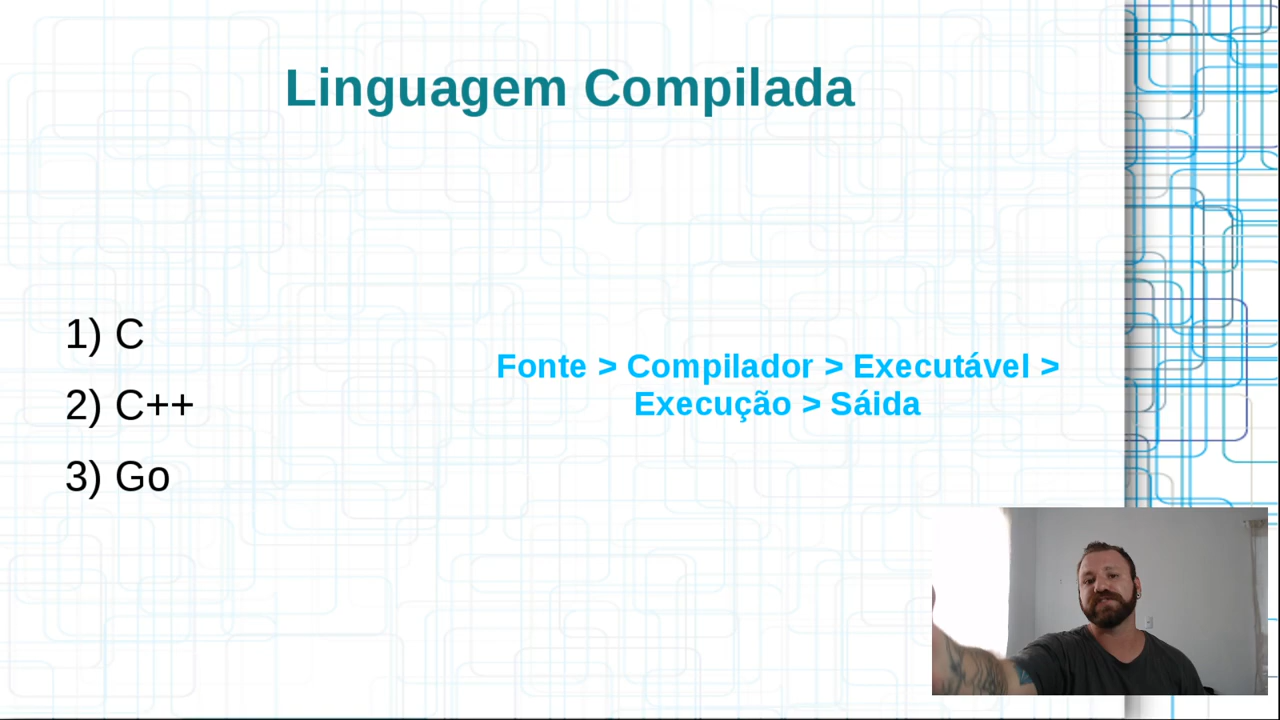 Linguagem Compilada
1) C
2) C++
3) Go
Fonte > Compilador > Executável >
Execução > Sáida